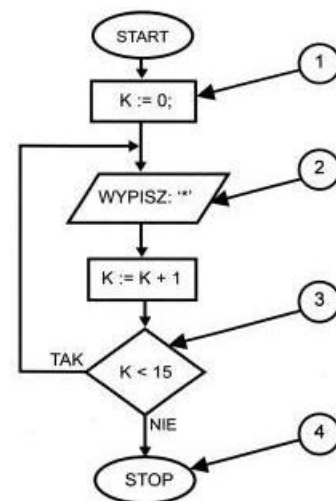 START
1
K := 0;
2
WYPISZ: '*'
K := K + 1
3
TAK
K < 15
NIE
4
STOP